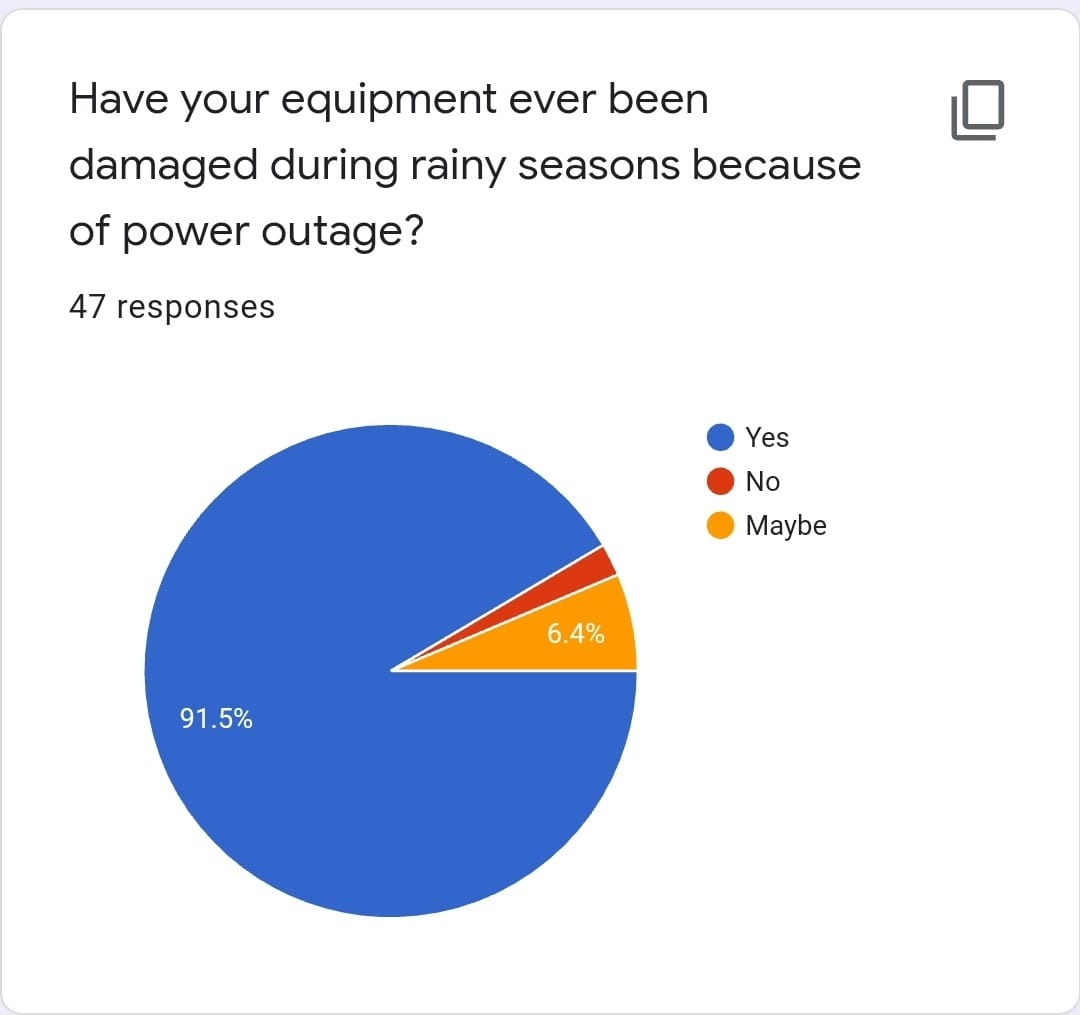 Have your equipment ever been
damaged during rainy seasons because
of power outage?
47 responses
Yes
No
Maybe
6.4%
91.5%